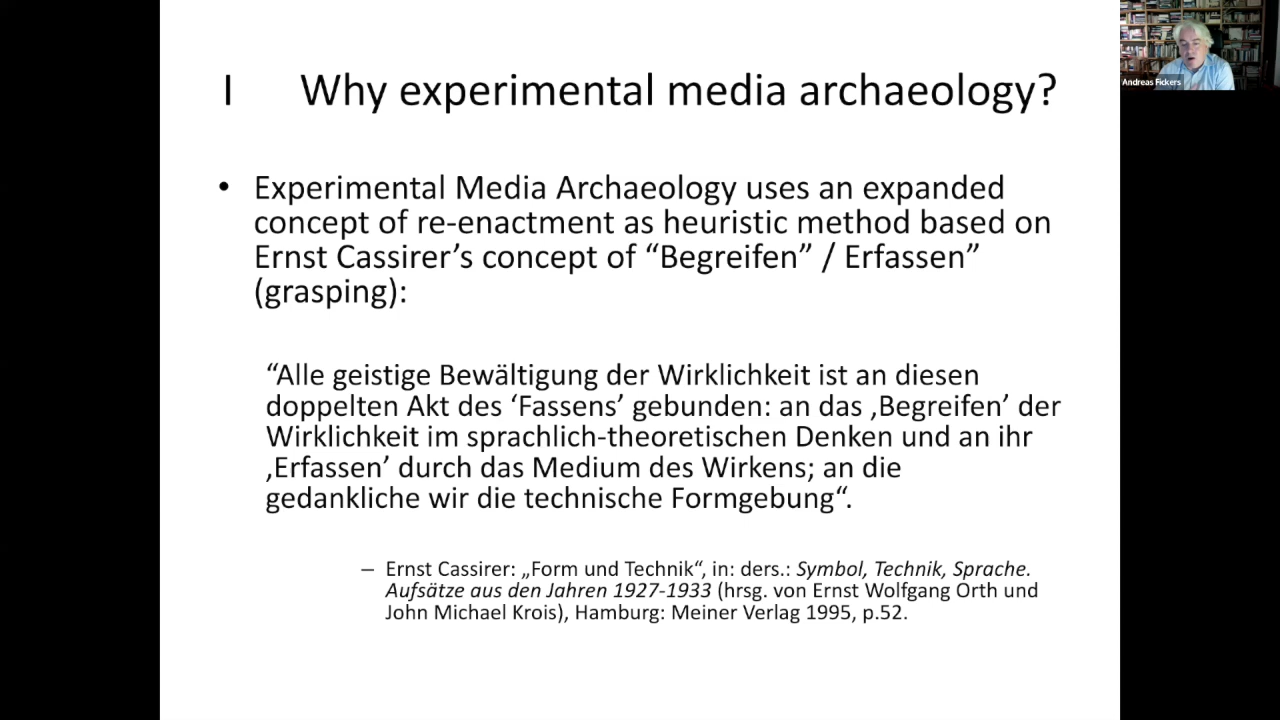 Andreas Fickers
I Why experimental media archaeology?
• Experimental Media Archaeology uses an expanded
concept of re-enactment as heuristic method based on
Ernst Cassirer’s concept of “Begreifen” / Erfassen”
(grasping):
“Alle geistige Bewältigung der Wirklichkeit ist an diesen
doppelten Akt des ‘Fassens’ gebunden: an das ‚Begreifen’ der
Wirklichkeit im sprachlich-theoretischen Denken und an ihr
‚Erfassen’ durch das Medium des Wirkens; an die
gedankliche wir die technische Formgebung“.
– Ernst Cassirer: „Form und Technik“, in: ders.: Symbol, Technik, Sprache.
Aufsätze aus den Jahren 1927-1933 (hrsg. von Ernst Wolfgang Orth und
John Michael Krois), Hamburg: Meiner Verlag 1995, p.52.